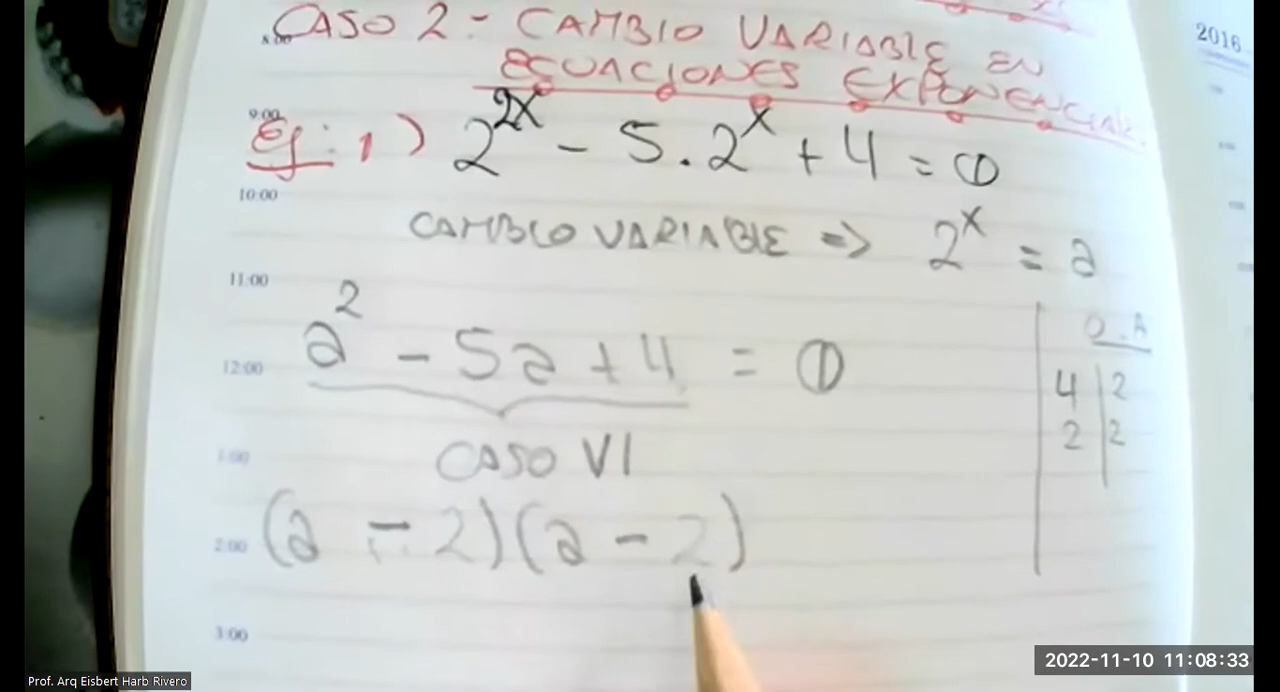 CASO 2 - CAMBIO VARIABLE EN
ECUACIONES EXPONENCIAL
2016
8:00
9:00
Ej: 1) 2^{2x} - 5.2^x + 4 = 0
10:00
CAMBIO VARIABLE => 2^x = a
11:00
a^2 - 5a + 4 = 0
12:00
O.A
4 | 2
2 | 2
1:00
CASO VI
2:00
(a - 2)(a - 2)
3:00
2022-11-10 11:08:33
Prof. Arq Eisbert Harb Rivero